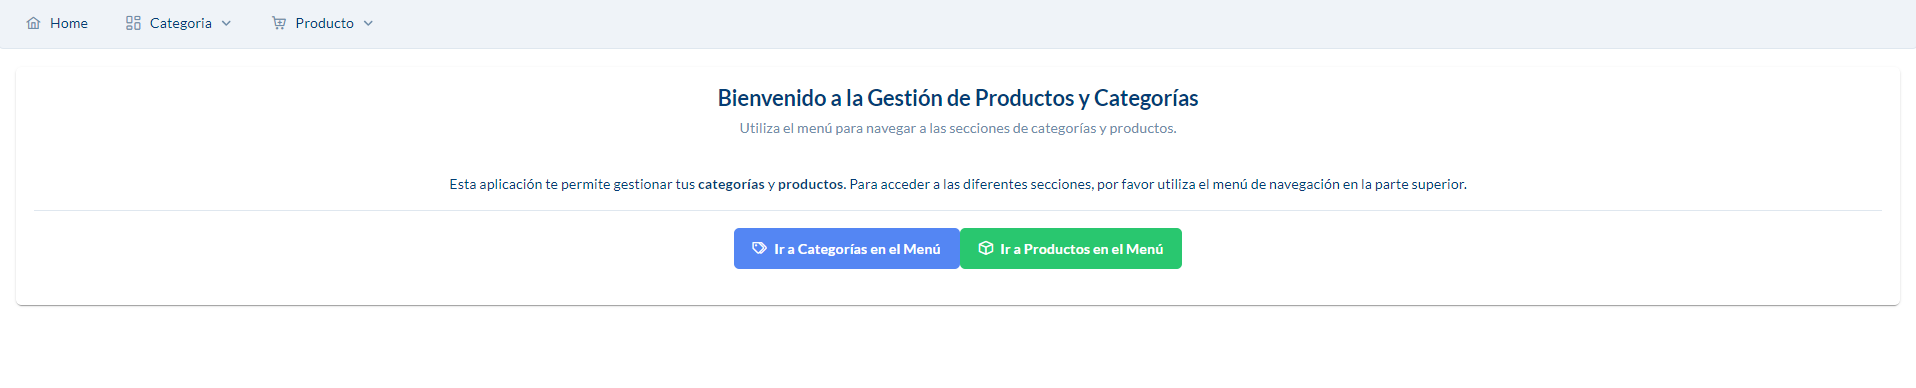 Home Categoria Producto
Bienvenido a la Gestión de Productos y Categorías
Utiliza el menú para navegar a las secciones de categorías y productos.
Esta aplicación te permite gestionar tus categorías y productos. Para acceder a las diferentes secciones, por favor utiliza el menú de navegación en la parte superior.
Ir a Categorías en el Menú Ir a Productos en el Menú